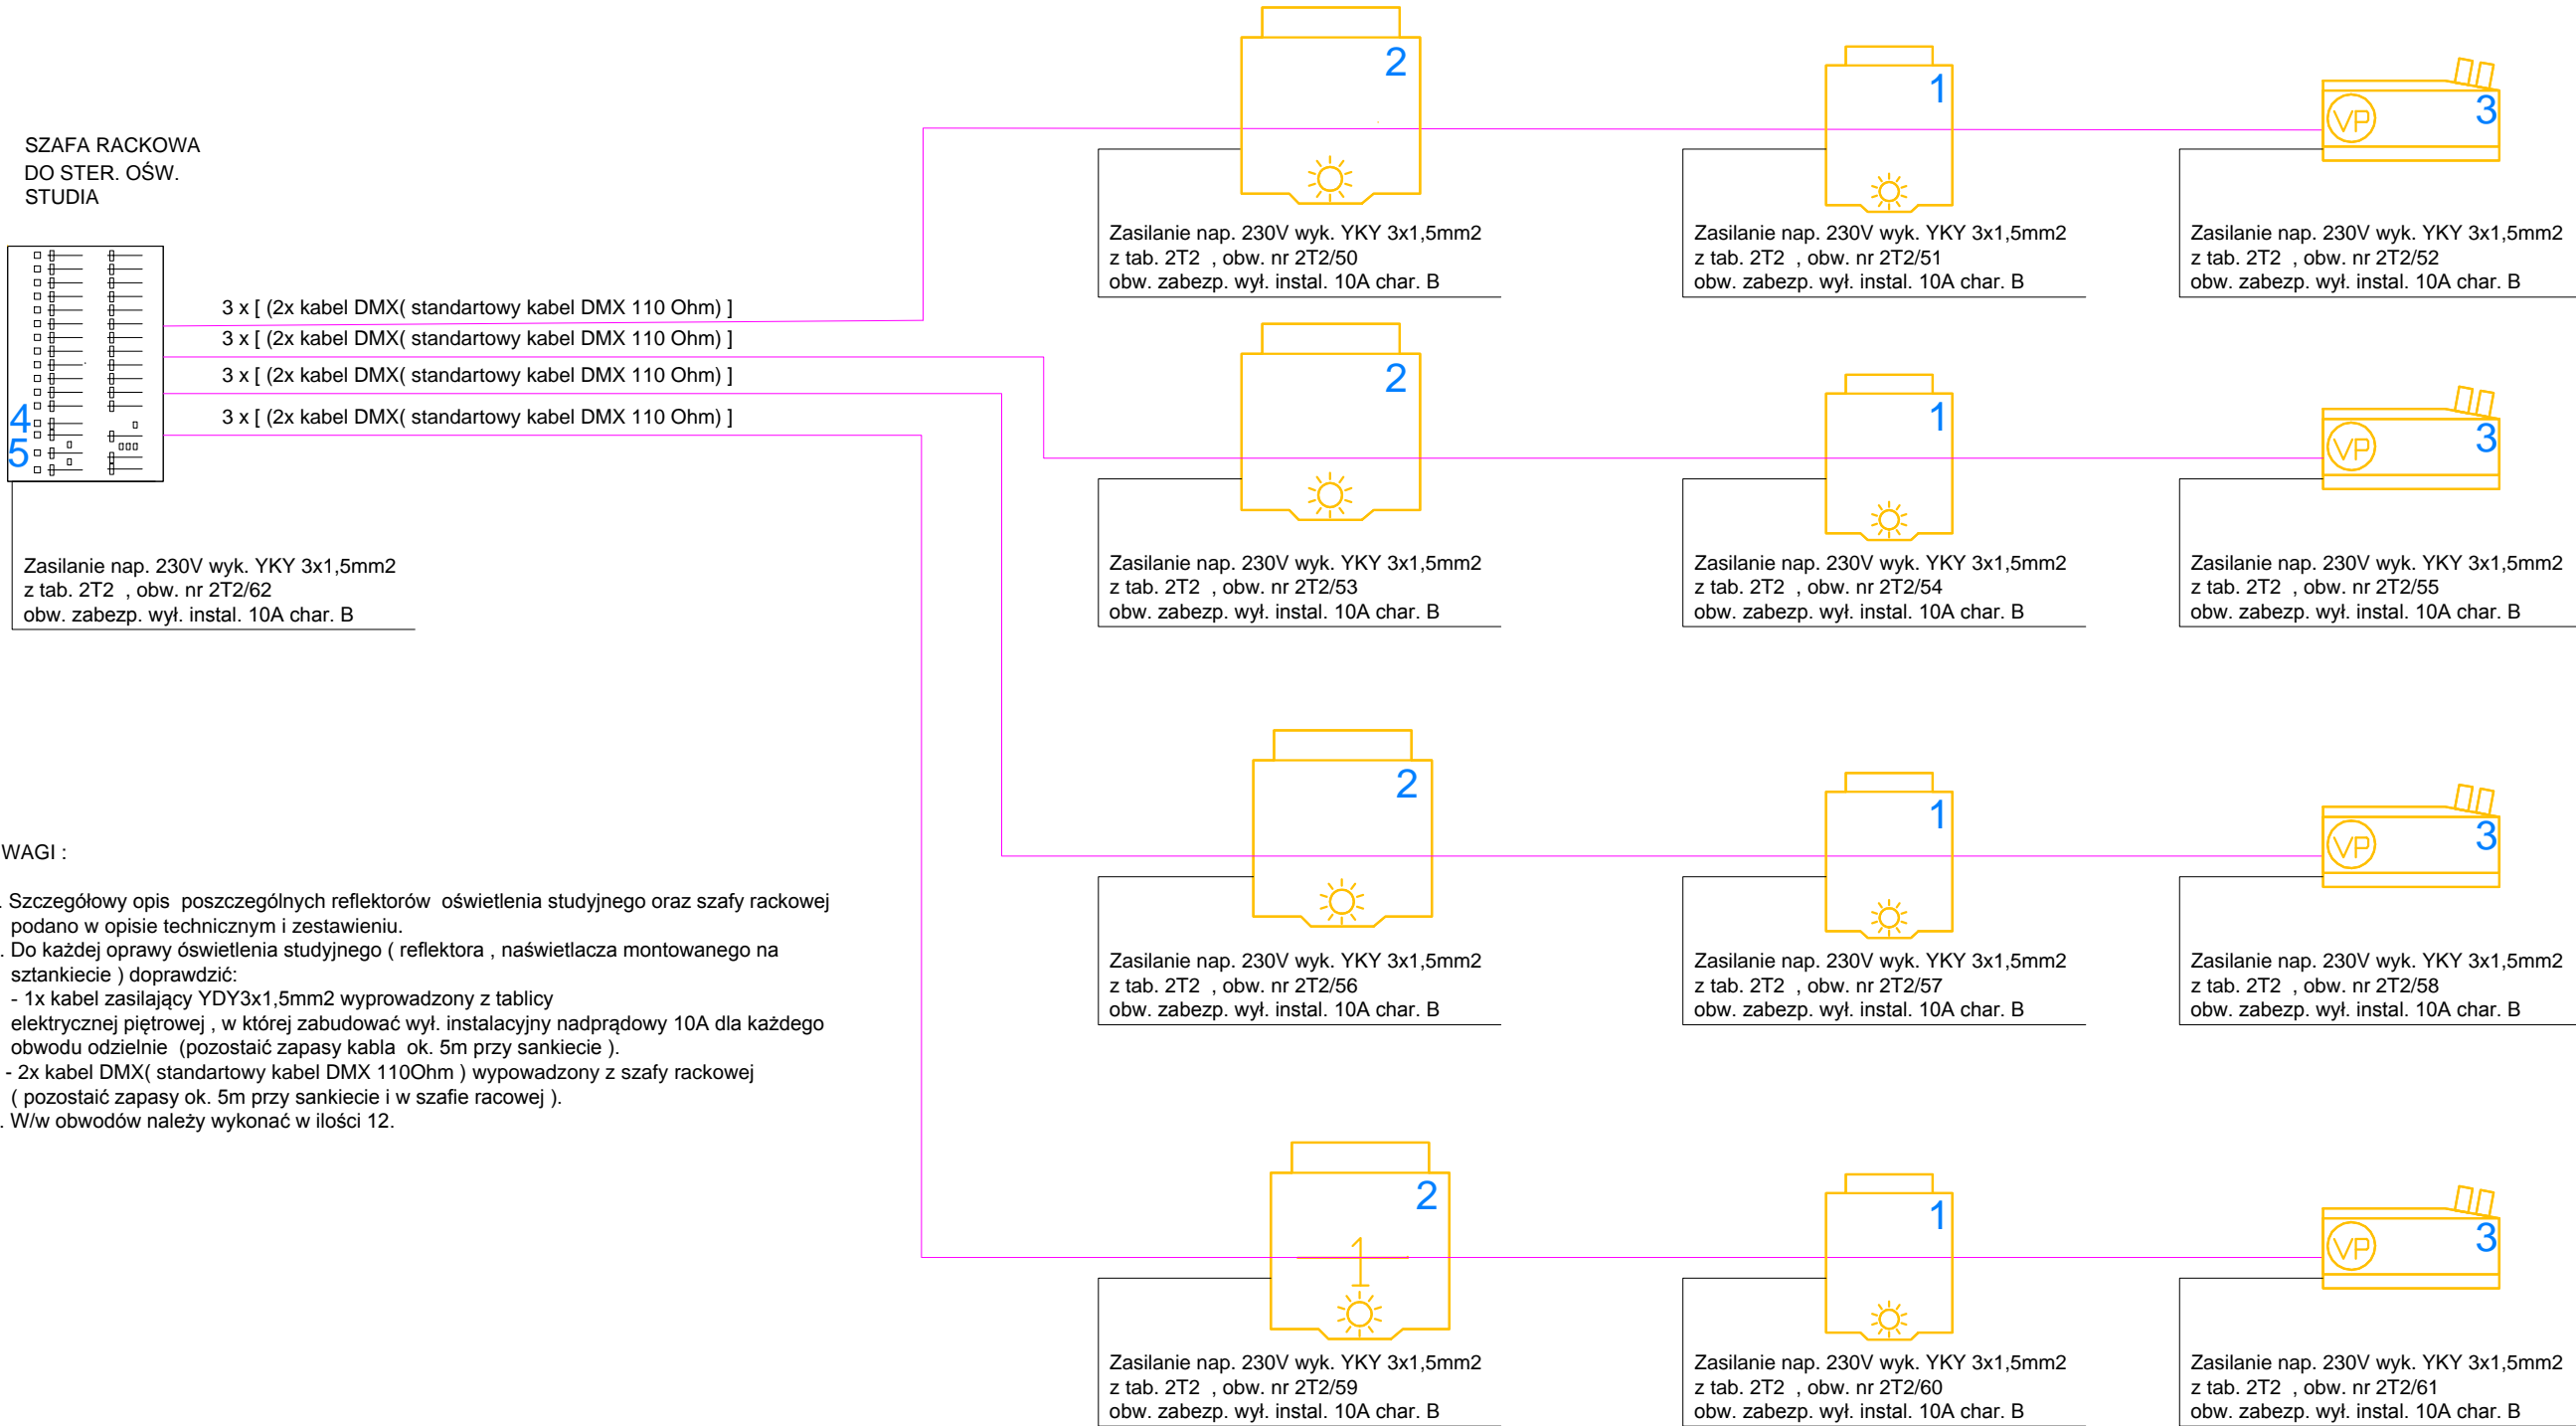 SZAFA RACKOWA
DO STER. OŚW.
STUDIA
4
5
3 x [ (2x kabel DMX( standartowy kabel DMX 110 Ohm) ]
3 x [ (2x kabel DMX( standartowy kabel DMX 110 Ohm) ]
3 x [ (2x kabel DMX( standartowy kabel DMX 110 Ohm) ]
3 x [ (2x kabel DMX( standartowy kabel DMX 110 Ohm) ]
Zasilanie nap. 230V wyk. YKY 3x1,5mm2
z tab. 2T2 , obw. nr 2T2/62
obw. zabezp. wył. instal. 10A char. B
2
Zasilanie nap. 230V wyk. YKY 3x1,5mm2
z tab. 2T2 , obw. nr 2T2/50
obw. zabezp. wył. instal. 10A char. B
1
Zasilanie nap. 230V wyk. YKY 3x1,5mm2
z tab. 2T2 , obw. nr 2T2/51
obw. zabezp. wył. instal. 10A char. B
VP
3
Zasilanie nap. 230V wyk. YKY 3x1,5mm2
z tab. 2T2 , obw. nr 2T2/52
obw. zabezp. wył. instal. 10A char. B
2
Zasilanie nap. 230V wyk. YKY 3x1,5mm2
z tab. 2T2 , obw. nr 2T2/53
obw. zabezp. wył. instal. 10A char. B
1
Zasilanie nap. 230V wyk. YKY 3x1,5mm2
z tab. 2T2 , obw. nr 2T2/54
obw. zabezp. wył. instal. 10A char. B
VP
3
Zasilanie nap. 230V wyk. YKY 3x1,5mm2
z tab. 2T2 , obw. nr 2T2/55
obw. zabezp. wył. instal. 10A char. B
2
Zasilanie nap. 230V wyk. YKY 3x1,5mm2
z tab. 2T2 , obw. nr 2T2/56
obw. zabezp. wył. instal. 10A char. B
1
Zasilanie nap. 230V wyk. YKY 3x1,5mm2
z tab. 2T2 , obw. nr 2T2/57
obw. zabezp. wył. instal. 10A char. B
VP
3
Zasilanie nap. 230V wyk. YKY 3x1,5mm2
z tab. 2T2 , obw. nr 2T2/58
obw. zabezp. wył. instal. 10A char. B
2
1
Zasilanie nap. 230V wyk. YKY 3x1,5mm2
z tab. 2T2 , obw. nr 2T2/59
obw. zabezp. wył. instal. 10A char. B
1
Zasilanie nap. 230V wyk. YKY 3x1,5mm2
z tab. 2T2 , obw. nr 2T2/60
obw. zabezp. wył. instal. 10A char. B
VP
3
Zasilanie nap. 230V wyk. YKY 3x1,5mm2
z tab. 2T2 , obw. nr 2T2/61
obw. zabezp. wył. instal. 10A char. B
WAGI :
. Szczegółowy opis poszczególnych reflektorów oświetlenia studyjnego oraz szafy rackowej
podano w opisie technicznym i zestawieniu.
. Do każdej oprawy óswietlenia studyjnego ( reflektora , naświetlacza montowanego na
sztankiecie ) doprawdzić:
- 1x kabel zasilający YDY3x1,5mm2 wyprowadzony z tablicy
elektrycznej piętrowej , w której zabudować wył. instalacyjny nadprądowy 10A dla każdego
obwodu odzielnie (pozostaić zapasy kabla ok. 5m przy sankiecie ).
- 2x kabel DMX( standartowy kabel DMX 110Ohm ) wypowadzony z szafy rackowej
( pozostaić zapasy ok. 5m przy sankiecie i w szafie racowej ).
. W/w obwodów należy wykonać w ilości 12.